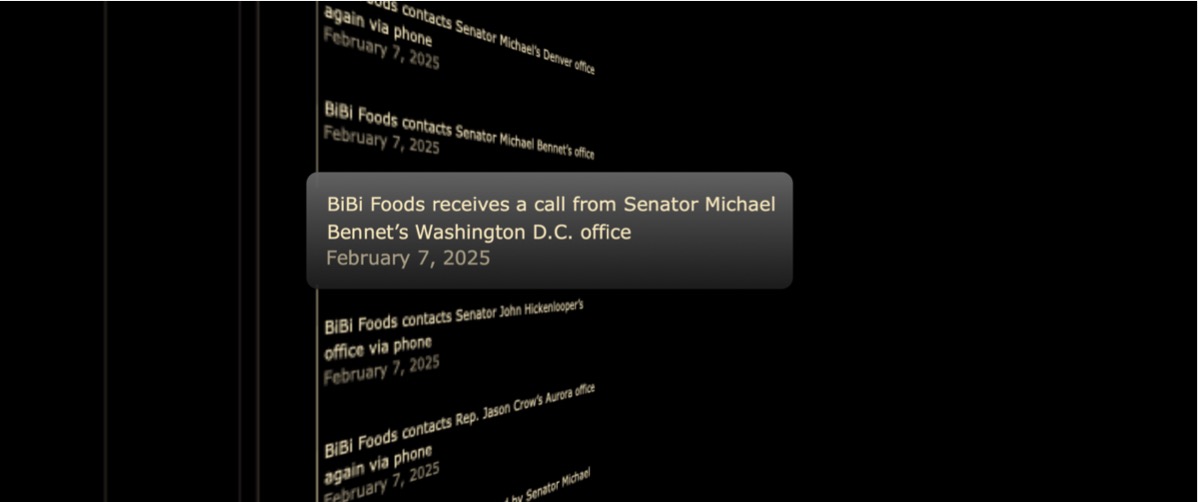 ods contacts Senator Michael's Denver office
again via phone
February 7, 2025
BiBi Foods contacts Senator Michael Bennet's office
February 7, 2025
BiBi Foods receives a call from Senator Michael
Bennet’s Washington D.C. office
February 7, 2025
BiBi Foods contacts Senator John Hickenlooper's
office via phone
February 7, 2025
BiBi Foods contacts Rep. Jason Crow's Aurora office
again via phone
February 7, 2025
by Senator Michael